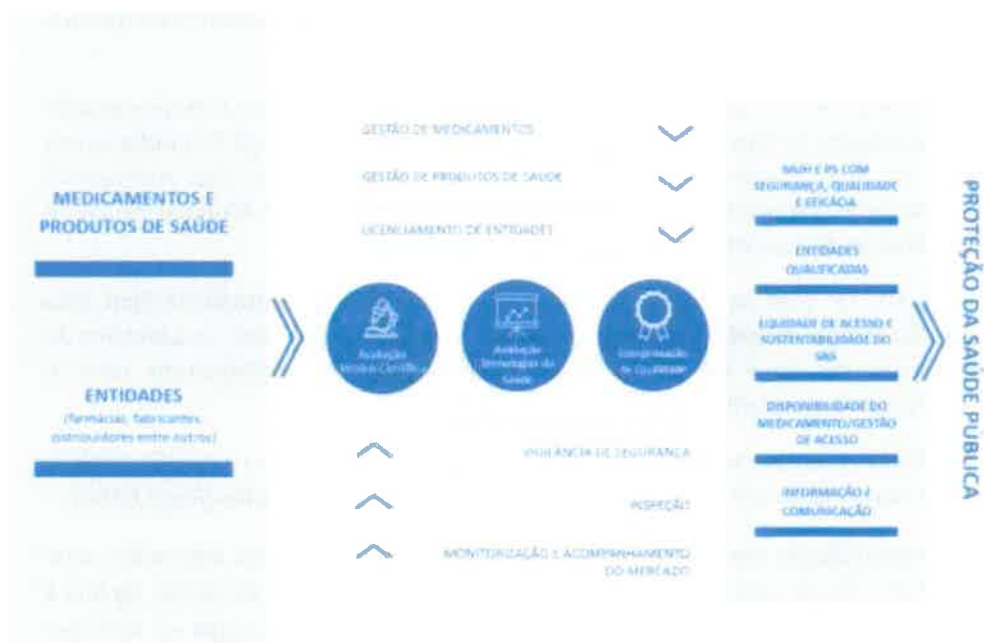 MEDICAMENTOS E
PRODUTOS DE SAÚDE
ENTIDADES
(farmácias, fabricantes,
distribuidores entre outros)
GESTÃO DE MEDICAMENTOS
GESTÃO DE PRODUTOS DE SAÚDE
LICENCIAMENTO DE ENTIDADES
Avaliação
Técnico-Científica
Avaliação
Tecnologias da
Saúde
Comprovação
de Qualidade
VIGILÂNCIA DE SEGURANÇA
INSPEÇÃO
MONITORIZAÇÃO E ACOMPANHAMENTO
DO MERCADO
MUH E PS COM
SEGURANÇA, QUALIDADE
E EFICÁCIA
ENTIDADES
QUALIFICADAS
EQUIDADE DE ACESSO E
SUSTENTABILIDADE DO
SNS
DISPONIBILIDADE DO
MEDICAMENTO/GESTÃO
DE ACESSO
INFORMAÇÃO E
COMUNICAÇÃO
PROTEÇÃO DA SAÚDE PÚBLICA